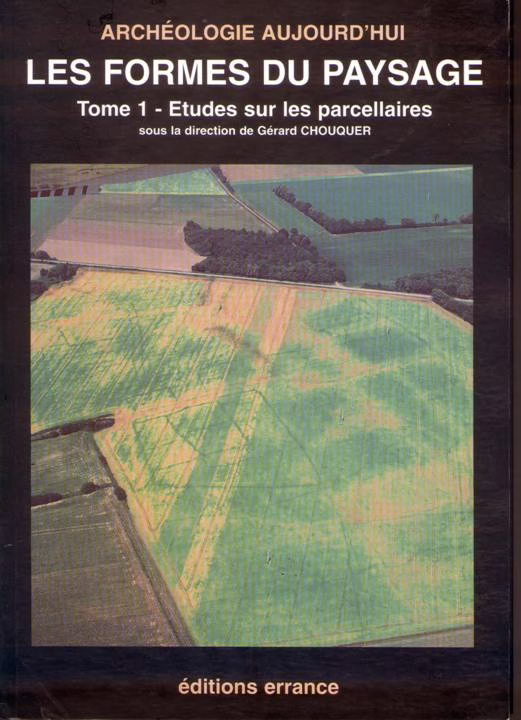 ARCHÉOLOGIE AUJOURD'HUI
LES FORMES DU PAYSAGE
Tome 1 - Etudes sur les parcellaires
sous la direction de Gérard CHOUQUER
éditions errance